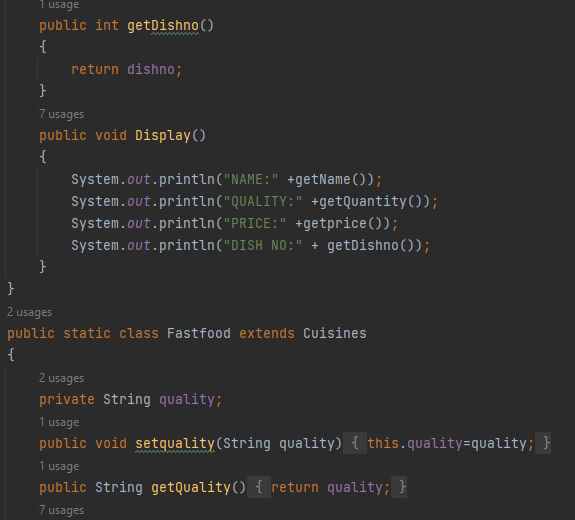 1 usage
public int getDishno()
{
return dishno;
}
7 usages
public void Display()
{
System.out.println("NAME:" +getName());
System.out.println("QUALITY:" +getQuantity());
System.out.println("PRICE:" +getprice());
System.out.println("DISH NO:" + getDishno());
}
}
2 usages
public static class Fastfood extends Cuisines
{
2 usages
private String quality;
1 usage
public void setquality(String quality) { this.quality=quality; }
1 usage
public String getQuality() { return quality; }
7 usages